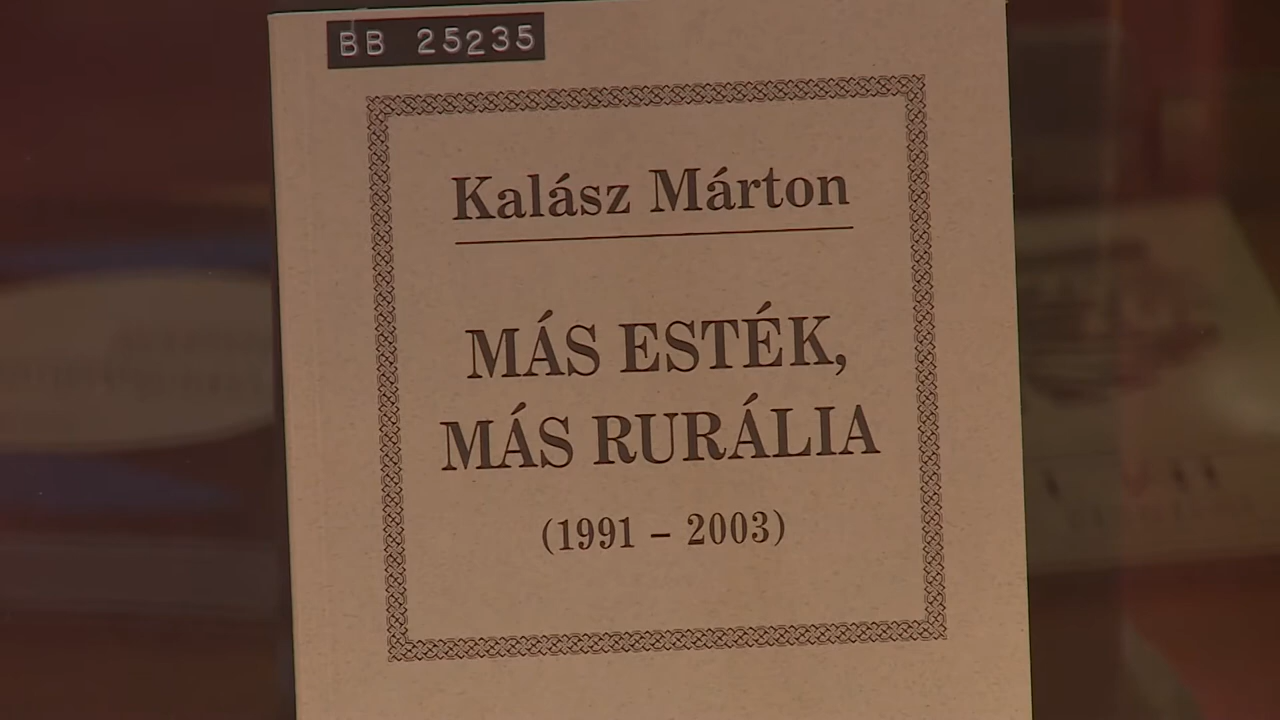 BB 25235
Kalász Márton
MÁS ESTÉK,
MÁS RURÁLIA
(1991 – 2003)